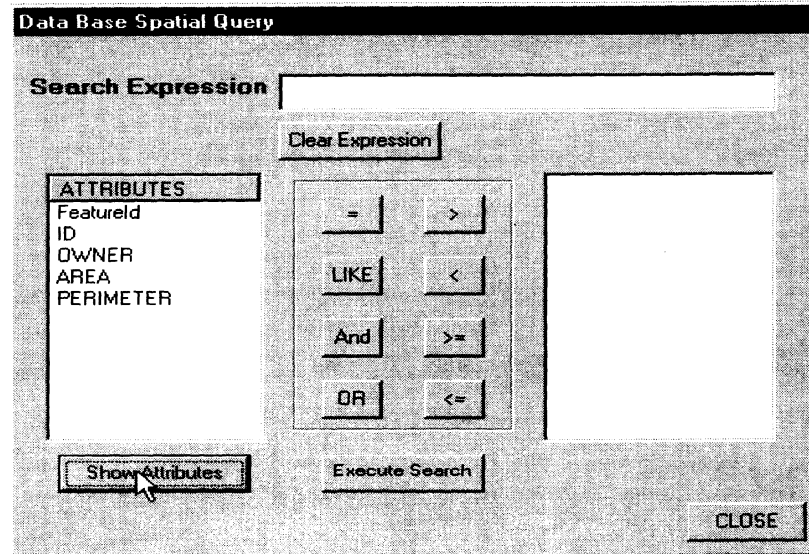 Data Base Spatial Query
Search Expression
Clear Expression
ATTRIBUTES
FeatureId
ID
OWNER
AREA
PERIMETER
= >
LIKE <
And >=
OR <=
Show Attributes
Execute Search
CLOSE